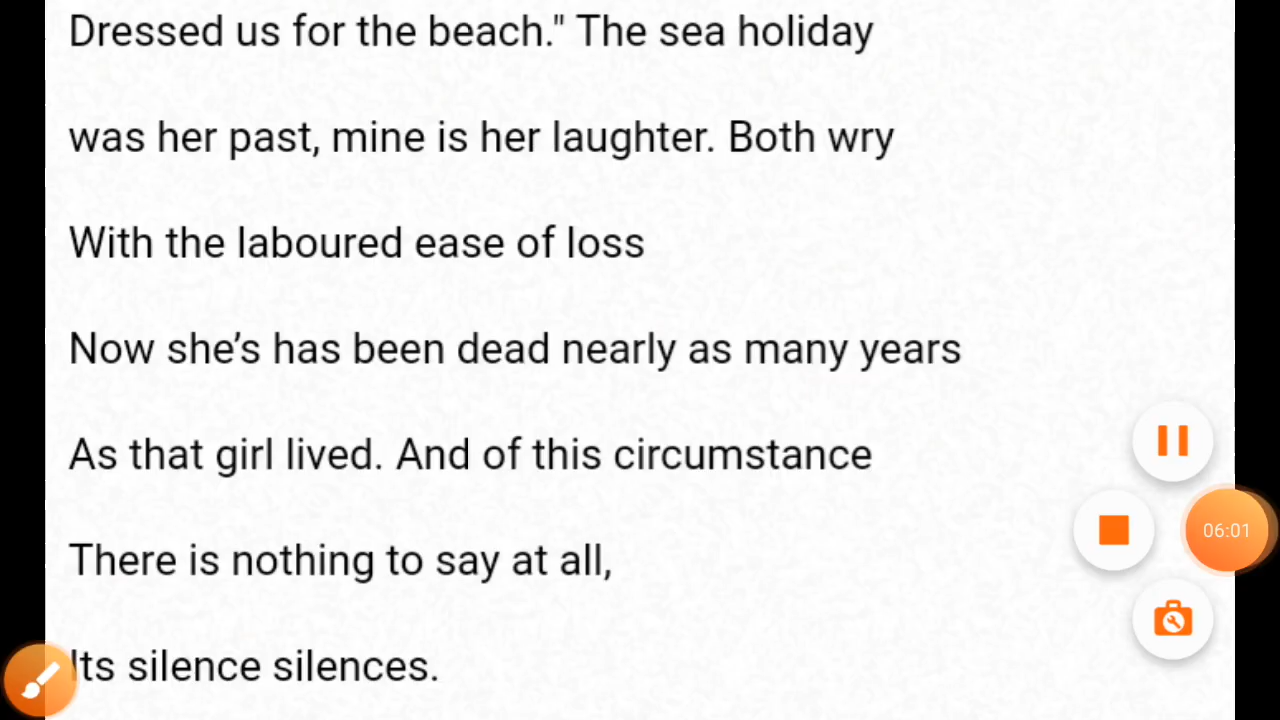 Dressed us for the beach." The sea holiday
was her past, mine is her laughter. Both wry
With the laboured ease of loss
Now she’s has been dead nearly as many years
As that girl lived. And of this circumstance
There is nothing to say at all,
Its silence silences.
06:01